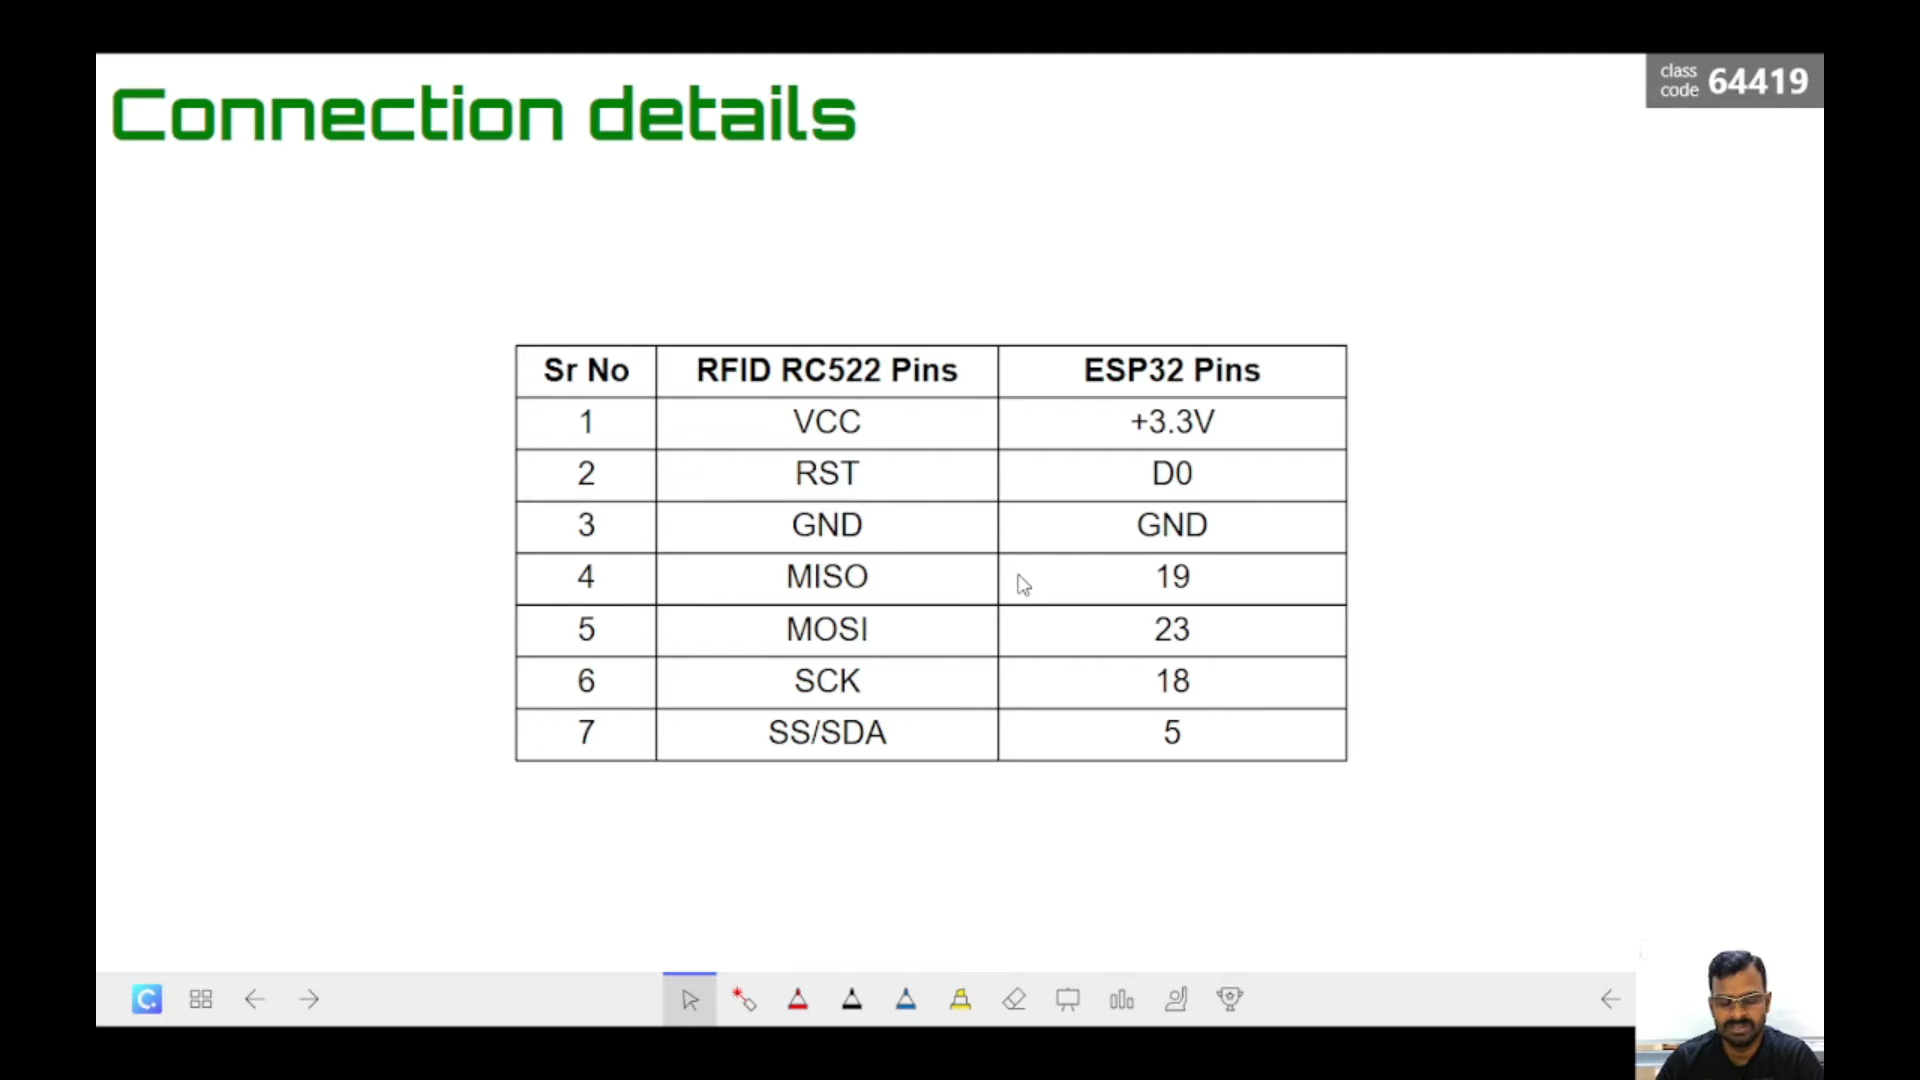 Connection details
class code 64419
Sr No RFID RC522 Pins ESP32 Pins
1 VCC +3.3V
2 RST D0
3 GND GND
4 MISO 19
5 MOSI 23
6 SCK 18
7 SS/SDA 5